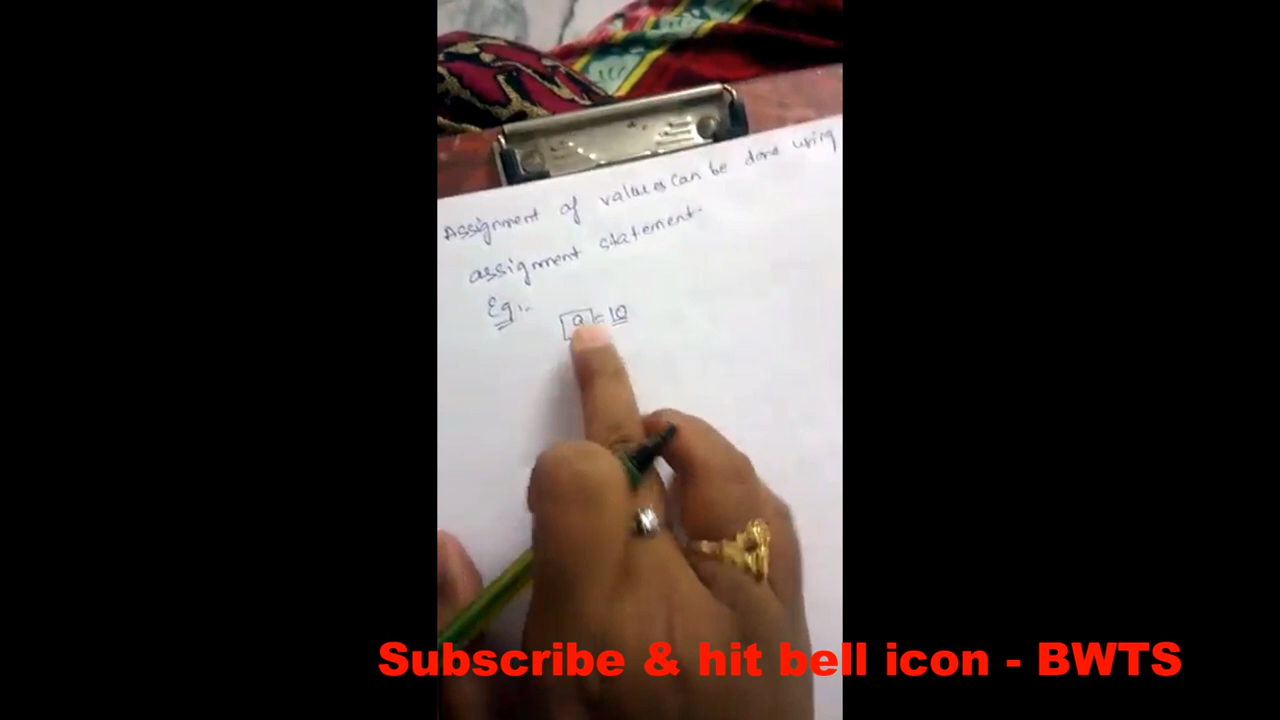 Assignment of values can be done using
assignment statement.
Eg:-
a = 10
Subscribe & hit bell icon - BWTS